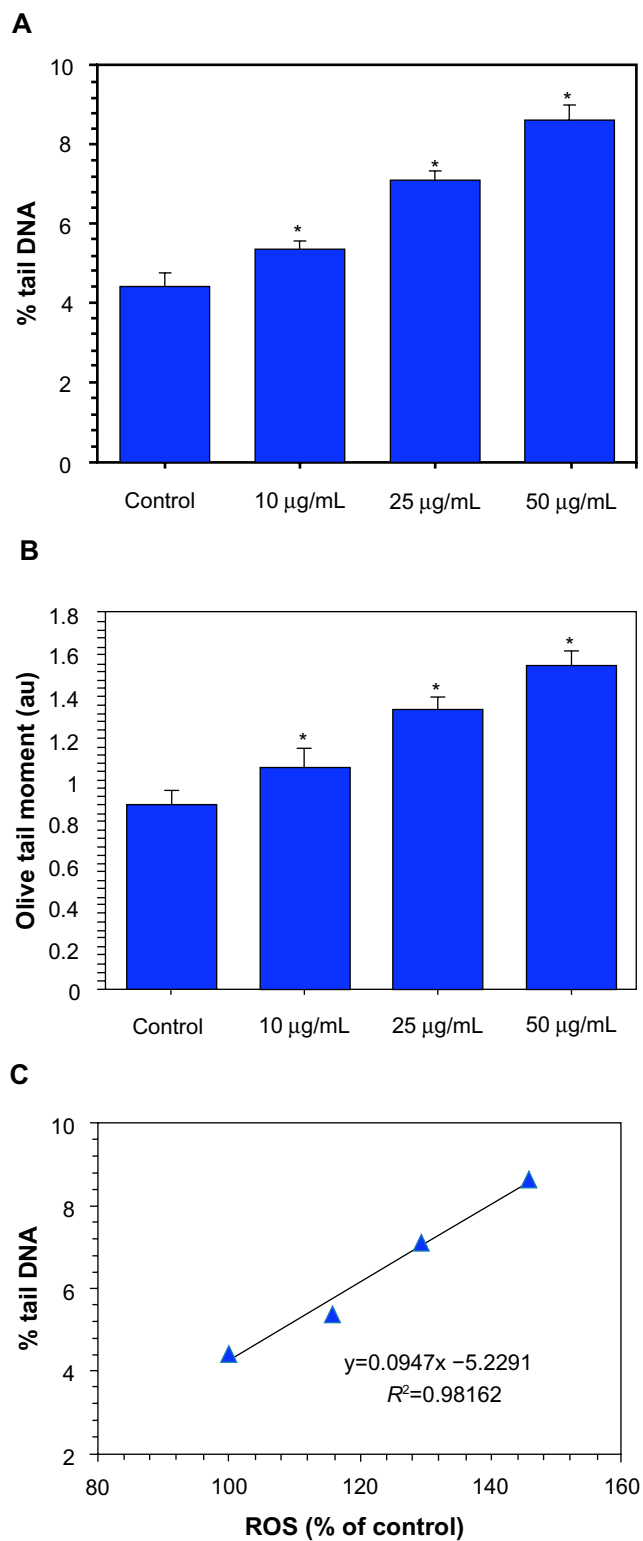 A
% tail DNA
10
8
6
4
2
0
*
*
*
Control 10 μg/mL 25 μg/mL 50 μg/mL
B
Olive tail moment (au)
1.8
1.6
1.4
1.2
1
0.8
0.6
0.4
0.2
0
*
*
*
Control 10 μg/mL 25 μg/mL 50 μg/mL
C
% tail DNA
10
8
6
4
2
y=0.0947x −5.2291
R²=0.98162
80 100 120 140 160
ROS (% of control)